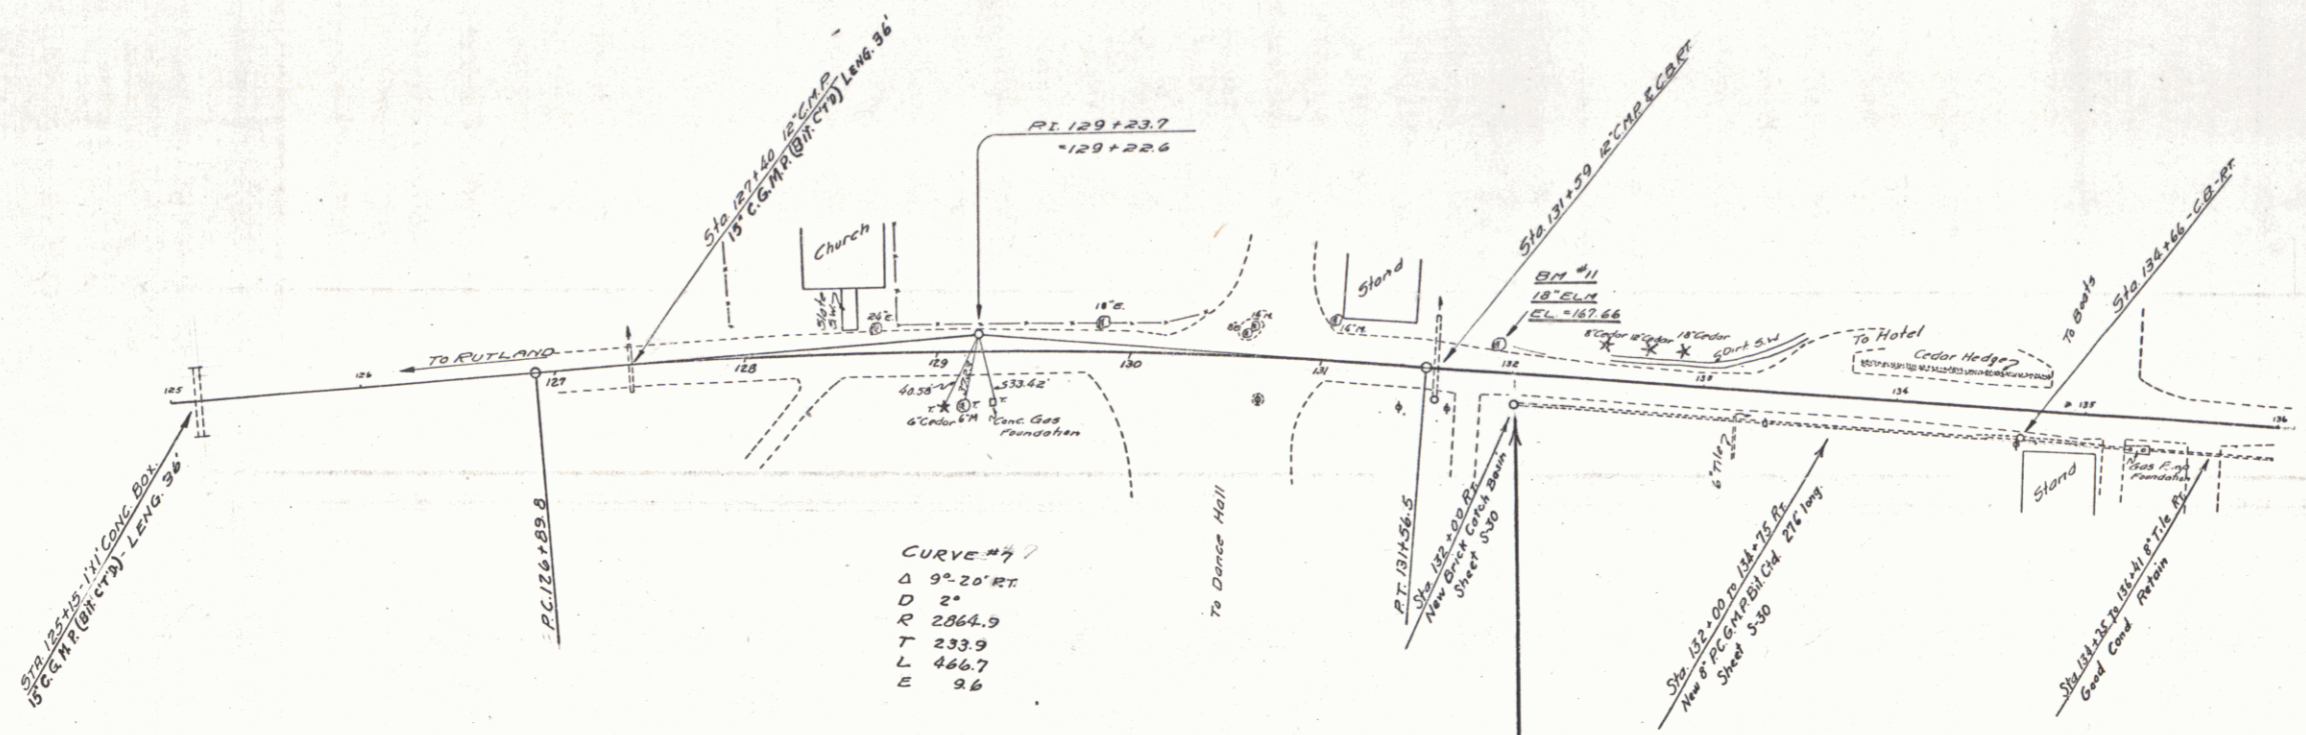 STA. 125+15 - 1'X1' CONC. BOX.
15" C.G.M.P. (BIT. CT'D) - LENG. 36'
125
126
TO RUTLAND
P.C. 126+89.8
127
Sta. 127+40 12" C.M.P.
15" C.G.M.P. (BIT. CT'D) LENG. 36'
128
Church
Slate
S.W.
26" E.
P.I. 129+23.7
=129+22.6
129
18" E.
40.58'
33.42'
T.
T.
T.
6" Cedar
6" M
Conc. Gas
Foundation
130
8"
16" M.
To Dance Hall
CURVE #7
Δ 9°-20' RT.
D 2°
R 2864.9
T 233.9
L 466.7
E 9.6
131
Stand
16" M.
P.T. 131+56.5
Sta. 131+59 12" C.M.P. & C.B. RT.
BM #11
18" ELM
EL. = 167.66
132
Sta. 132+00 RT.
New Brick Catch Basin
Sheet S-30
8" Cedar
12" Cedar
18" Cedar
Dirt S.W.
133
6" Tile
To Hotel
Cedar Hedge
134
Sta. 132+00 To 134+75 RT.
New 8" P.C.G.M.P. Bit. Ctd. 276' long.
Sheet S-30
To Boats
Sta. 134+66 - C.B. - RT.
135
Stand
Gas Pump
Foundation
136
Sta. 134+35 To 136+41 8" Tile RT.
Good Cond.
Retain